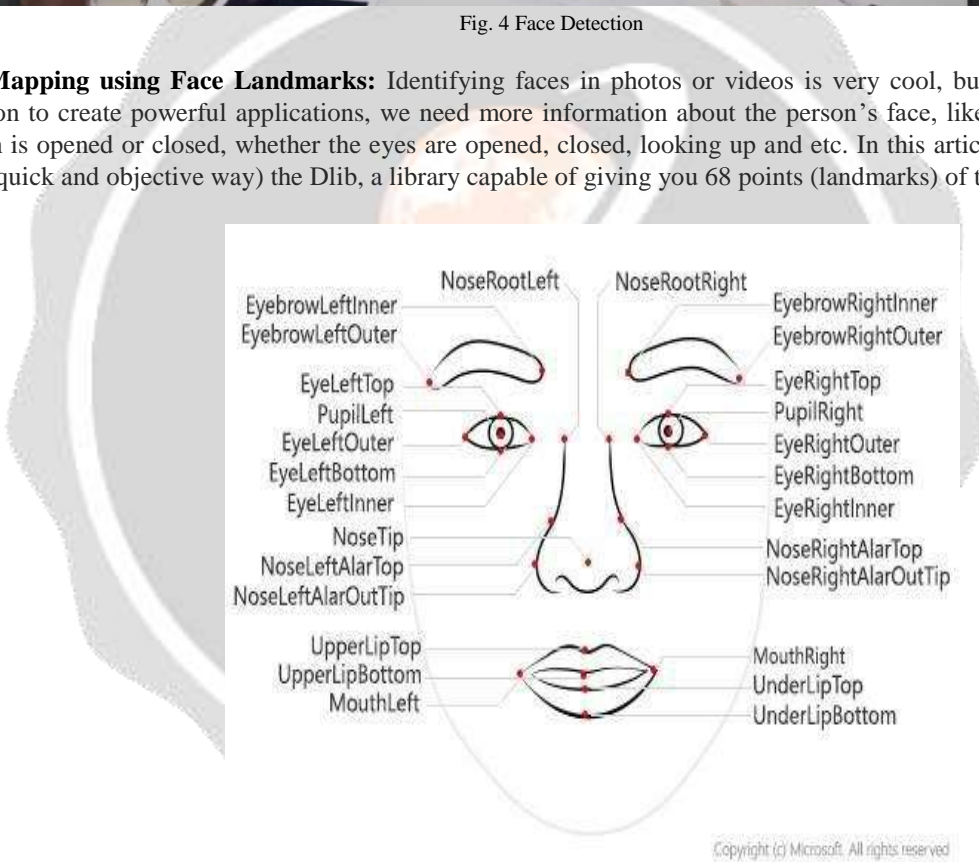 Fig. 4 Face Detection
Mapping using Face Landmarks: Identifying faces in photos or videos is very cool, bu
on to create powerful applications, we need more information about the person's face, like
is opened or closed, whether the eyes are opened, closed, looking up and etc. In this artic
quick and objective way) the Dlib, a library capable of giving you 68 points (landmarks) of t
NoseRootLeft NoseRootRight
EyebrowLeftInner
EyebrowLeftOuter
EyeLeftTop
PupilLeft
EyeLeftOuter
EyeLeftBottom
EyeLeftInner
NoseTip
NoseLeftAlarTop
NoseLeftAlarOutTip
UpperLipTop
UpperLipBottom
MouthLeft
EyebrowRightInner
EyebrowRightOuter
EyeRightTop
PupilRight
EyeRightOuter
EyeRightBottom
EyeRightInner
NoseRightAlarTop
NoseRightAlarOutTip
MouthRight
UnderLipTop
UnderLipBottom
Copyright (c) Microsoft. All rights reserved